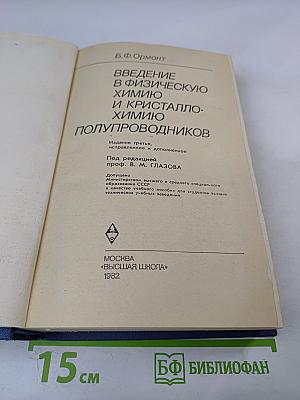 Б. Ф. Ормонт
ВВЕДЕНИЕ
В ФИЗИЧЕСКУЮ
ХИМИЮ
И КРИСТАЛЛО-
ХИМИЮ
ПОЛУПРОВОДНИКОВ
Издание третье,
исправленное и дополненное
Под редакцией
проф. В. М. ГЛАЗОВА
Допущено
Министерством высшего и среднего специального
образования СССР
в качестве учебного пособия для студентов высших
технических учебных заведений
МОСКВА
«ВЫСШАЯ ШКОЛА»
1982
15 см
БФ БИБЛИОФАН